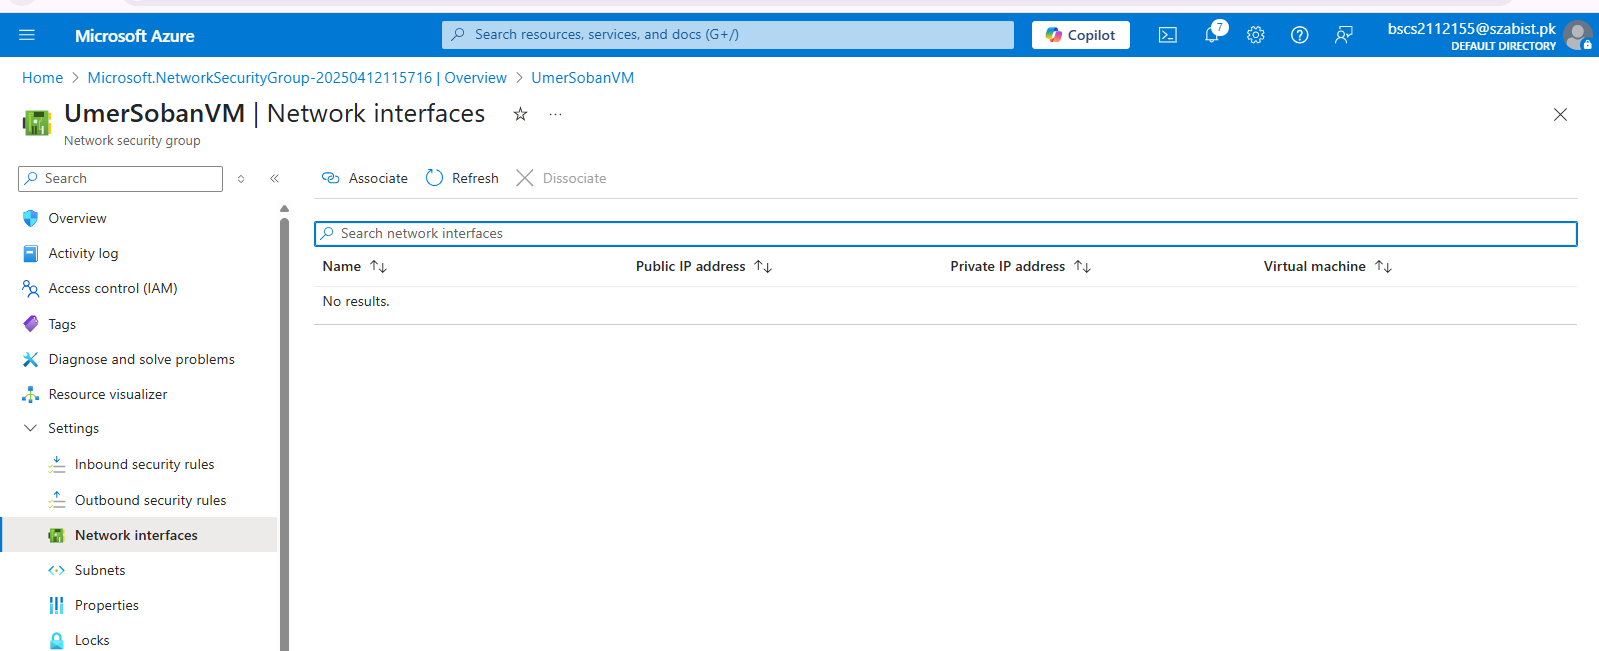 Microsoft Azure
Search resources, services, and docs (G+/)
Copilot
7
bscs2112155@szabist.pk
DEFAULT DIRECTORY
Home > Microsoft.NetworkSecurityGroup-20250412115716 | Overview > UmerSobanVM
UmerSobanVM | Network interfaces
Network security group
Search
Associate
Refresh
Dissociate
Overview
Activity log
Access control (IAM)
Tags
Diagnose and solve problems
Resource visualizer
Settings
Inbound security rules
Outbound security rules
Network interfaces
Subnets
Properties
Locks
Search network interfaces
Name Public IP address Private IP address Virtual machine
No results.